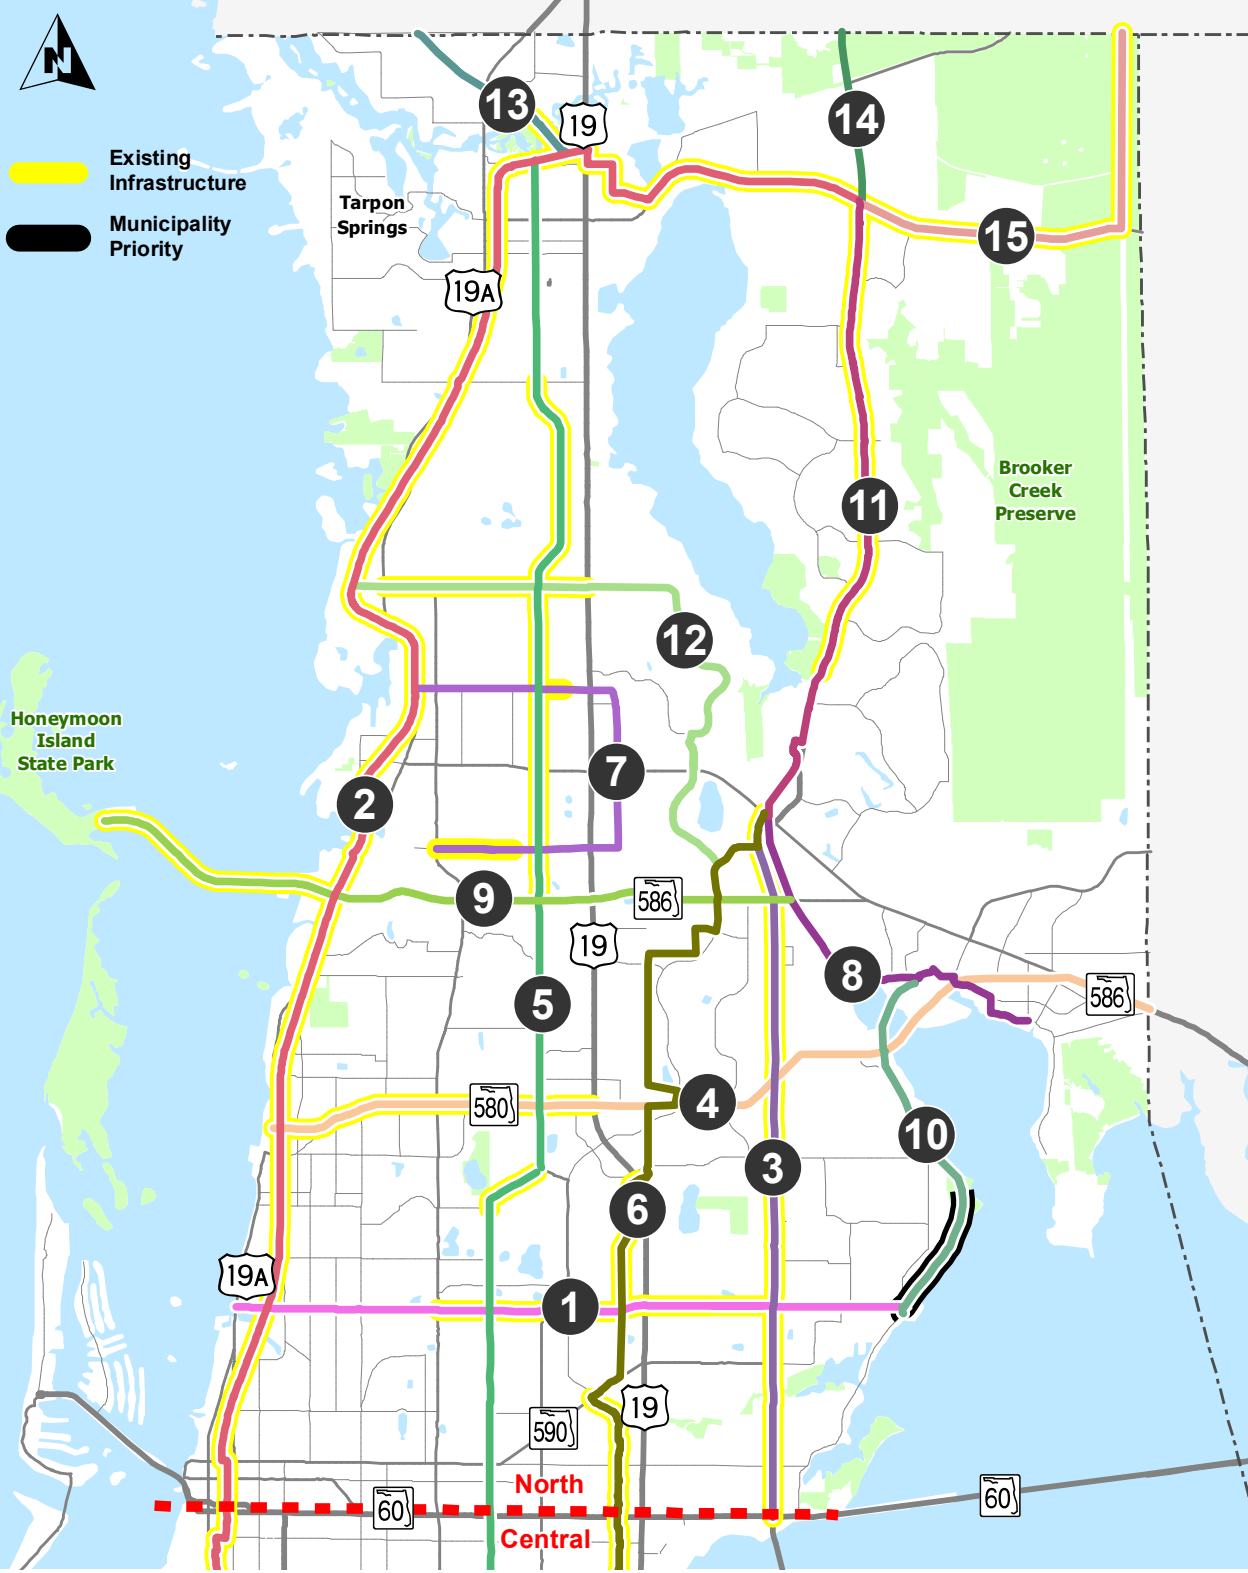 N
Existing
Infrastructure
Municipality
Priority
13
19
14
Tarpon
Springs
15
19A
Brooker
Creek
Preserve
11
12
Honeymoon
Island
State Park
7
2
9
586
19
8
5
586
580
4
10
3
6
19A
1
19
590
North
60
60
Central